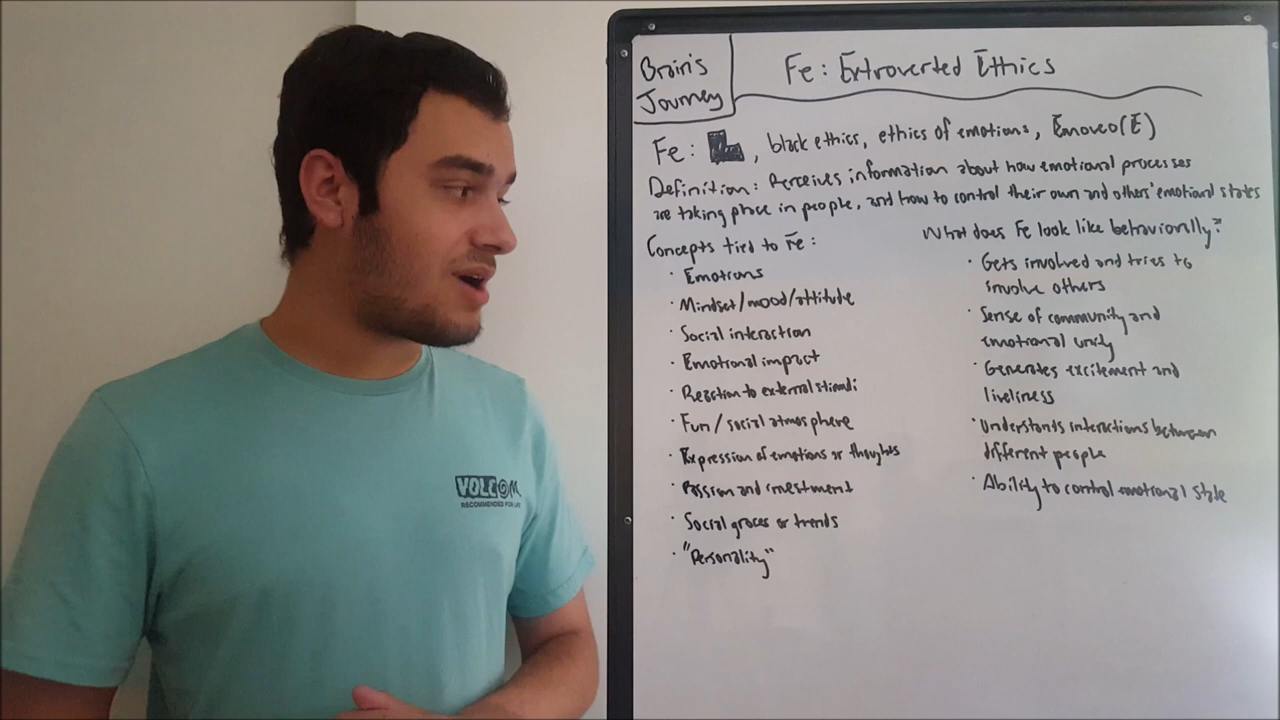 Brain's
Journey
Fe: Extroverted Ethics
Fe: , black ethics, ethics of emotions, Emoveo(E)
Definition: Perceives information about how emotional processes
are taking place in people, and how to control their own and others' emotional states
Concepts tied to Fe:
· Emotions
· Mindset/mood/attitude
· Social interaction
· Emotional impact
· Reaction to external stimuli
· Fun/social atmosphere
· Expression of emotions or thoughts
· Passion and investment
· Social graces or trends
· "Personality"
What does Fe look like behaviorally?
· Gets involved and tries to
involve others
· Sense of community and
emotional unity
· Generates excitement and
liveliness
· Understands interactions between
different people
· Ability to control emotional state
VOLCOM
RECOMMENDED FOR LIFE